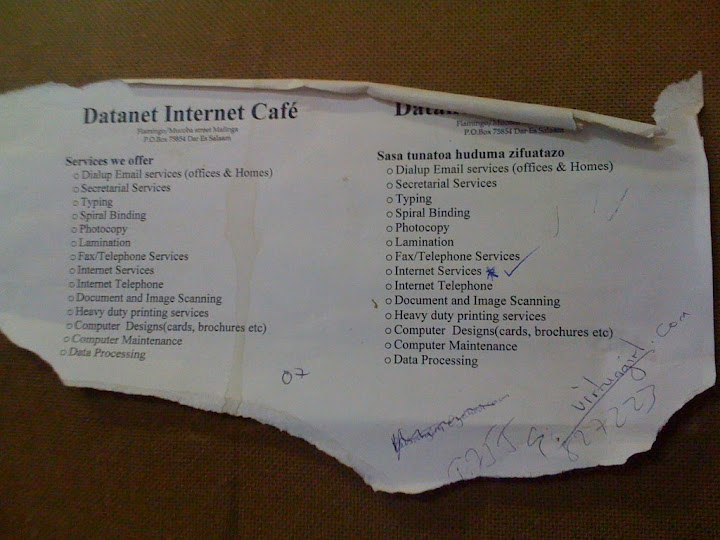 Datanet Internet Café
Flamingo/Mucoba street Mafinga
P.O.Box 75854 Dar Es Salaam
Services we offer
o Dialup Email services (offices & Homes)
o Secretarial Services
o Typing
o Spiral Binding
o Photocopy
o Lamination
o Fax/Telephone Services
o Internet Services
o Internet Telephone
o Document and Image Scanning
o Heavy duty printing services
o Computer Designs(cards, brochures etc)
o Computer Maintenance
o Data Processing
07
P.O.Box 75854 Dar Es Salaam
Sasa tunatoa huduma zifuatazo
o Dialup Email services (offices & Homes)
o Secretarial Services
o Typing
o Spiral Binding
o Photocopy
o Lamination
o Fax/Telephone Services
o Internet Services
o Internet Telephone
o Document and Image Scanning
o Heavy duty printing services
o Computer Designs(cards, brochures etc)
o Computer Maintenance
o Data Processing
virtuagirl.com
827223